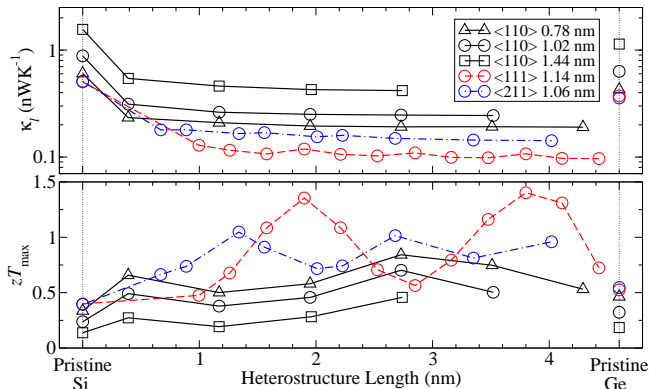 <110> 0.78 nm
<110> 1.02 nm
<110> 1.44 nm
<111> 1.14 nm
<211> 1.06 nm
κ_l (nWK⁻¹)
1
0.1
zT_max
1.5
1
0.5
0
Pristine
Si
1
2
3
4
Pristine
Ge
Heterostructure Length (nm)